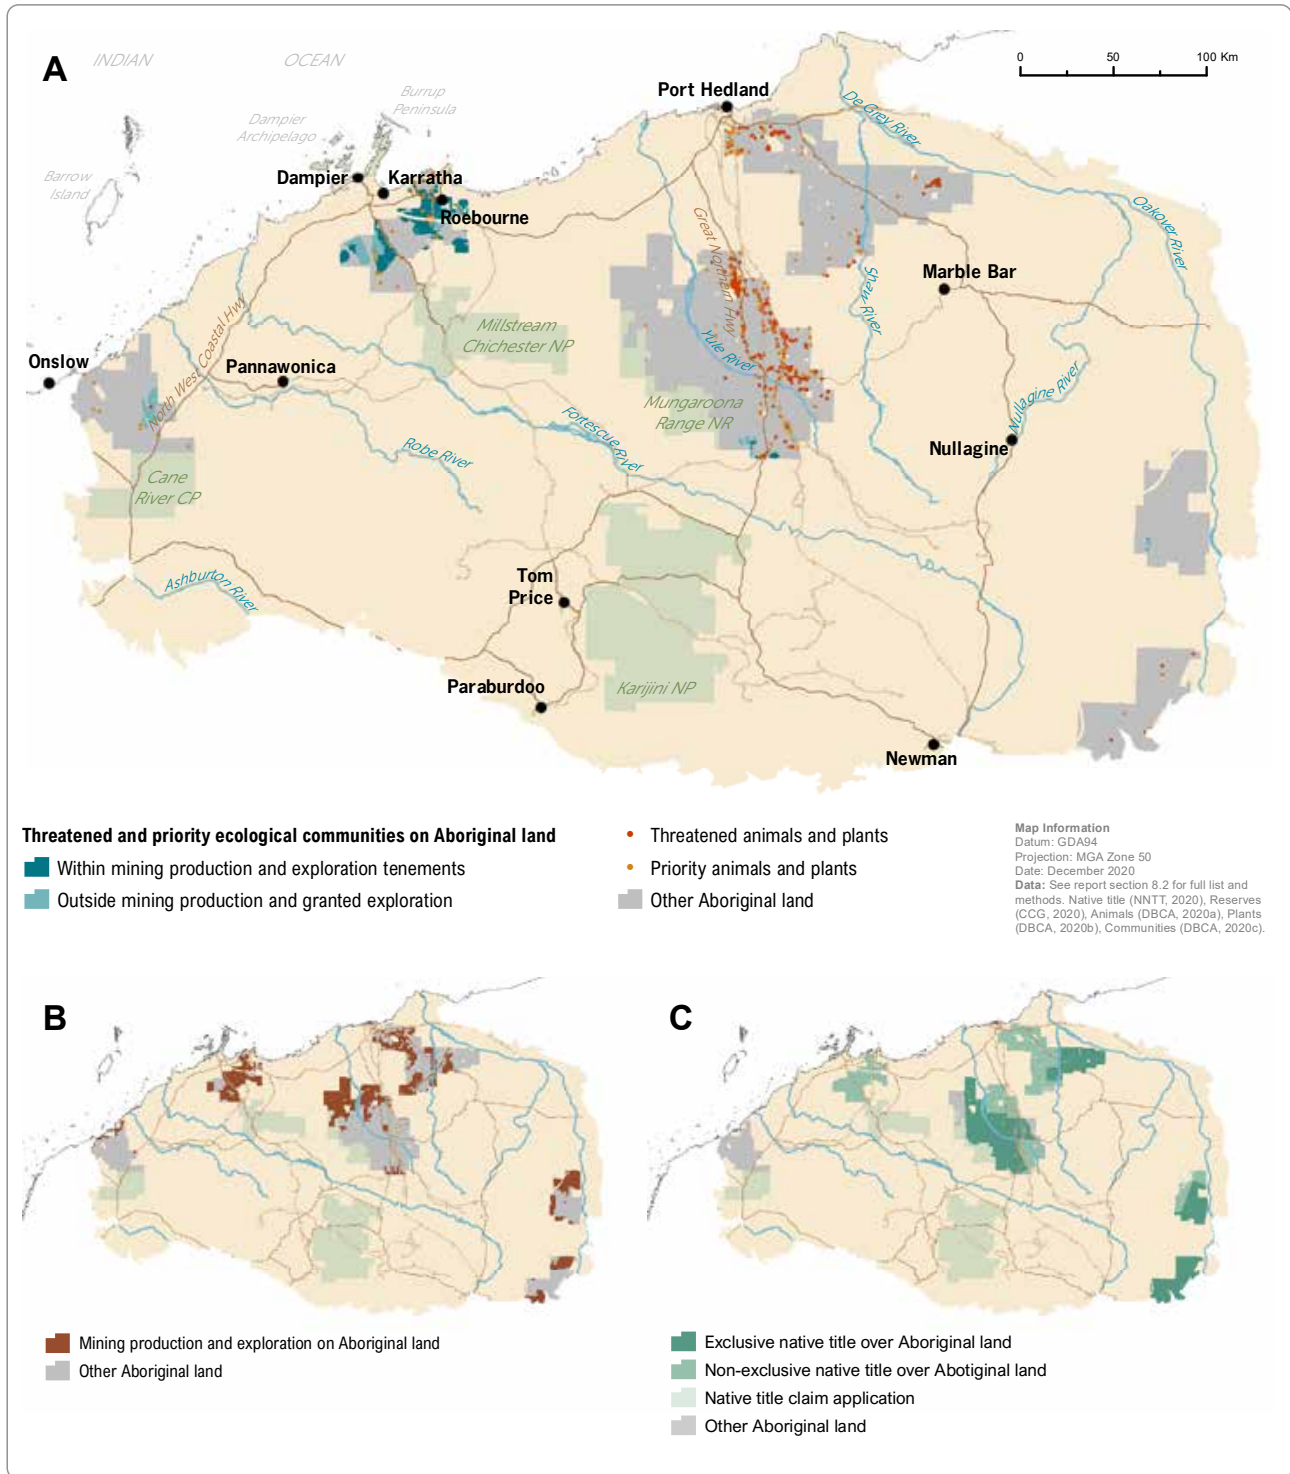 A
INDIAN OCEAN
Burrup
Peninsula
Dampier
Archipelago
Barrow
Island
0 50 100 Km
Port Hedland
De Grey River
Dampier
Karratha
Roebourne
Oakover River
Great Northern Hwy
Shaw River
Marble Bar
North West Coastal Hwy
Millstream
Chichester NP
Yule River
Onslow
Pannawonica
Mungaroona
Range NR
Fortescue River
Nullagine River
Robe River
Nullagine
Cane
River CP
Ashburton River
Tom
Price
Karijini NP
Paraburdoo
Newman
Threatened and priority ecological communities on Aboriginal land
Within mining production and exploration tenements
Outside mining production and granted exploration
Threatened animals and plants
Priority animals and plants
Other Aboriginal land
Map Information
Datum: GDA94
Projection: MGA Zone 50
Date: December 2020
Data: See report section 8.2 for full list and
methods. Native title (NNTT, 2020), Reserves
(CCG, 2020), Animals (DBCA, 2020a), Plants
(DBCA, 2020b), Communities (DBCA, 2020c).
B
Mining production and exploration on Aboriginal land
Other Aboriginal land
C
Exclusive native title over Aboriginal land
Non-exclusive native title over Abotiginal land
Native title claim application
Other Aboriginal land